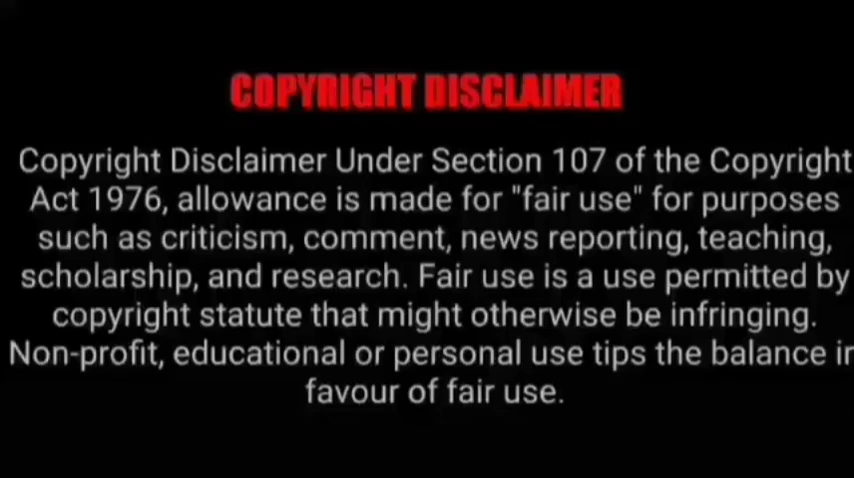 COPYRIGHT DISCLAIMER
Copyright Disclaimer Under Section 107 of the Copyright
Act 1976, allowance is made for "fair use" for purposes
such as criticism, comment, news reporting, teaching,
scholarship, and research. Fair use is a use permitted by
copyright statute that might otherwise be infringing.
Non-profit, educational or personal use tips the balance in
favour of fair use.